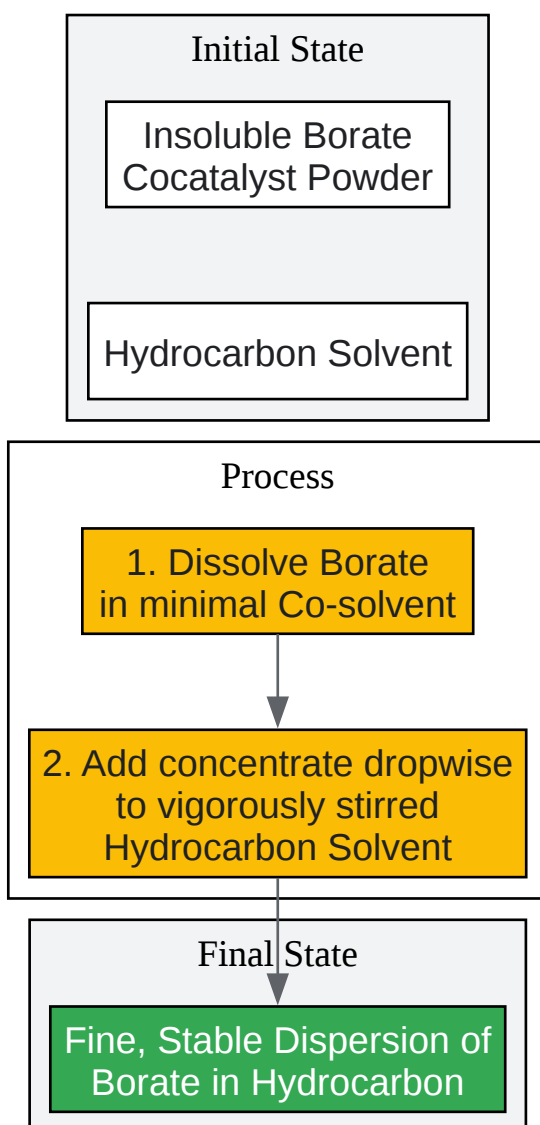 Initial State
Insoluble Borate
Cocatalyst Powder
Hydrocarbon Solvent
Process
1. Dissolve Borate
in minimal Co-solvent
2. Add concentrate dropwise
to vigorously stirred
Hydrocarbon Solvent
Final State
Fine, Stable Dispersion of
Borate in Hydrocarbon